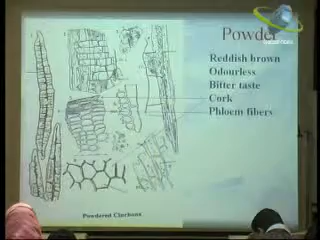 Powder
Reddish brown
Odourless
Bitter taste
Cork
Phloem fibers
Powdered Cinchona